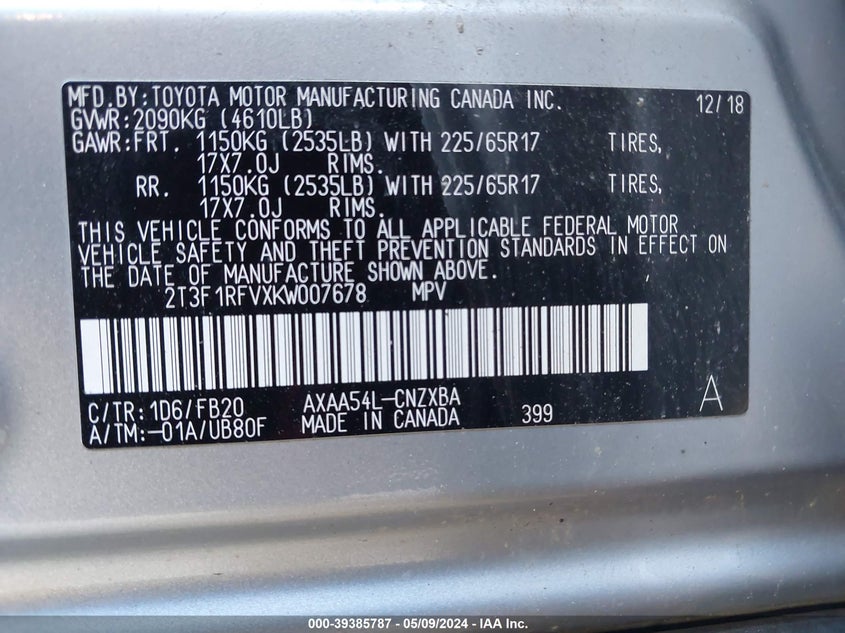 MFD.BY:TOYOTA MOTOR MANUFACTURING CANADA INC. 12/18
GVWR:2090KG (4610LB)
GAWR:FRT. 1150KG (2535LB) WITH 225/65R17 TIRES,
17X7.0J RIMS.
RR. 1150KG (2535LB) WITH 225/65R17 TIRES,
17X7.0J RIMS.
THIS VEHICLE CONFORMS TO ALL APPLICABLE FEDERAL MOTOR
VEHICLE SAFETY AND THEFT PREVENTION STANDARDS IN EFFECT ON
THE DATE OF MANUFACTURE SHOWN ABOVE.
2T3F1RFVXKW007678 MPV
C/TR:1D6/FB20 AXAA54L-CNZXBA A
A/TM:-01A/UB80F MADE IN CANADA 399
000-39385787 - 05/09/2024 - IAA Inc.